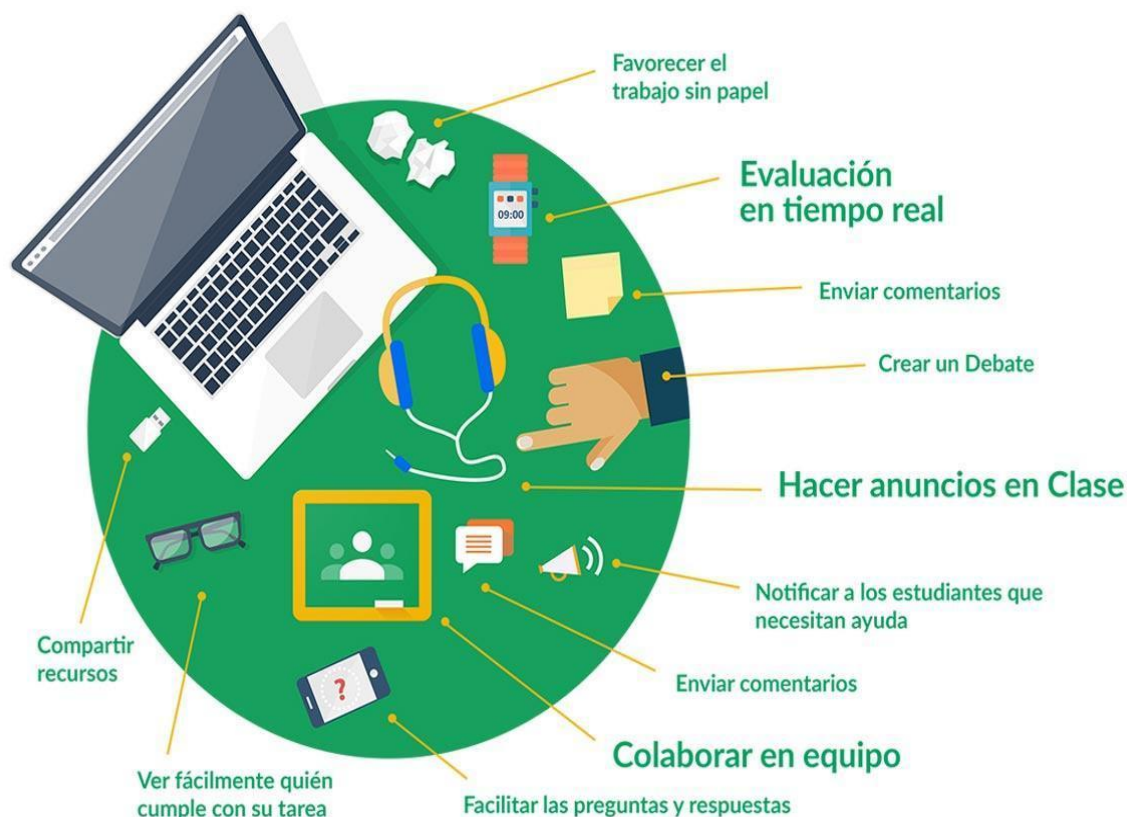 Favorecer el
trabajo sin papel
Evaluación
en tiempo real
09:00
Enviar comentarios
Crear un Debate
Hacer anuncios en Clase
Notificar a los estudiantes que
necesitan ayuda
Compartir
recursos
Enviar comentarios
?
Colaborar en equipo
Ver fácilmente quién
cumple con su tarea
Facilitar las preguntas y respuestas